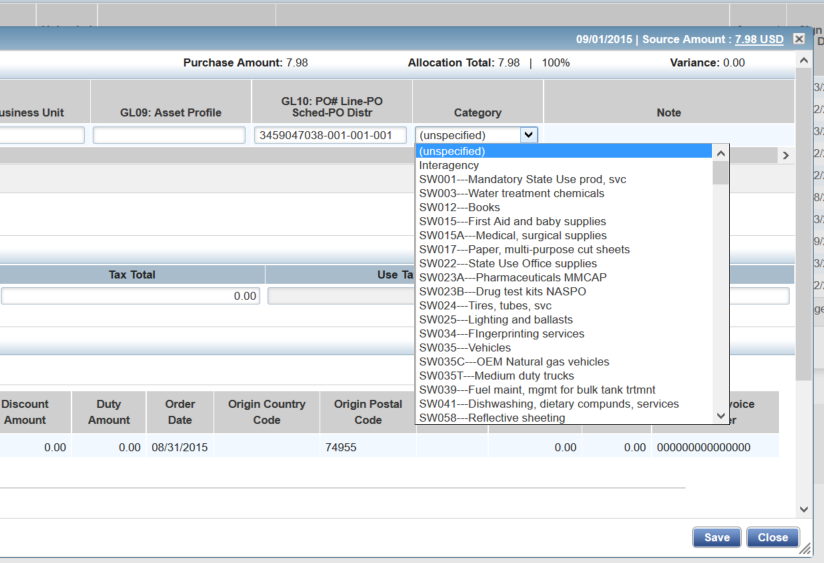 09/01/2015 | Source Amount : 7.98 USD
Purchase Amount: 7.98 Allocation Total: 7.98 | 100% Variance: 0.00
usiness Unit GL09: Asset Profile GL10: PO# Line-PO Sched-PO Distr Category Note
3459047038-001-001-001 (unspecified)
(unspecified)
Interagency
SW001---Mandatory State Use prod, svc
SW003---Water treatment chemicals
SW012---Books
SW015---First Aid and baby supplies
SW015A---Medical, surgical supplies
SW017---Paper, multi-purpose cut sheets
SW022---State Use Office supplies
SW023A---Pharmaceuticals MMCAP
SW023B---Drug test kits NASPO
SW024---Tires, tubes, svc
SW025---Lighting and ballasts
SW034---FIngerprinting services
SW035---Vehicles
SW035C---OEM Natural gas vehicles
SW035T---Medium duty trucks
SW039---Fuel maint, mgmt for bulk tank trtmnt
SW041---Dishwashing, dietary compunds, services
SW058---Reflective sheeting
Tax Total Use Ta
0.00
Discount Amount Duty Amount Order Date Origin Country Code Origin Postal Code voice er
0.00 0.00 08/31/2015 74955 0.00 0.00 000000000000000
Save Close